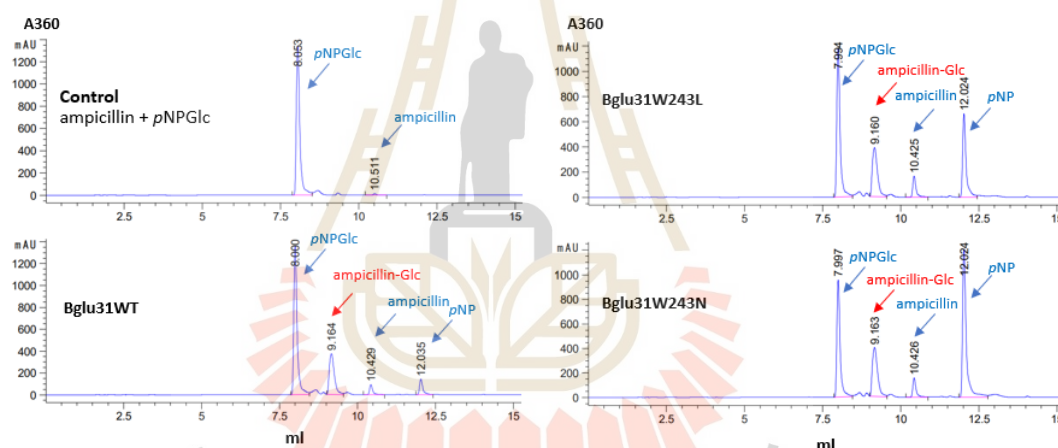 A360
mAU
1200
1000
800
600
400
200
0
Control
ampicillin + pNPGlc
8.053
pNPGlc
ampicillin
10.511
2.5
5
7.5
10
12.5
15
mAU
1200
1000
800
600
400
200
0
Bglu31WT
8.000
pNPGlc
ampicillin-Glc
9.164
ampicillin
10.429
pNP
12.035
2.5
5
7.5
10
12.5
15
ml
A360
mAU
1000
800
600
400
200
0
Bglu31W243L
7.994
pNPGlc
ampicillin-Glc
9.160
ampicillin
10.425
12.024
pNP
2.5
5
7.5
10
12.5
mAU
1000
800
600
400
200
0
Bglu31W243N
7.997
pNPGlc
ampicillin-Glc
9.163
ampicillin
10.426
12.024
pNP
2.5
5
7.5
10
12.5
ml